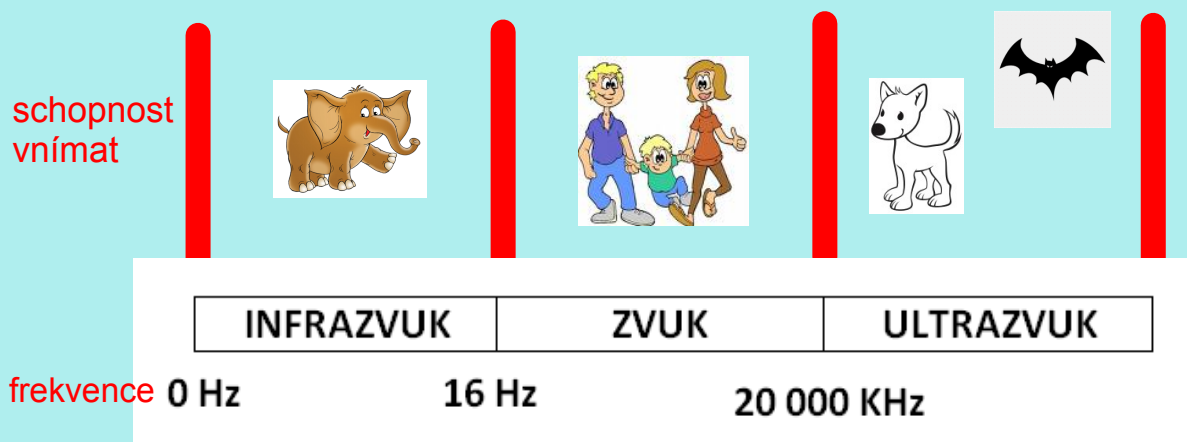 schopnost
vnímat
INFRAZVUK ZVUK ULTRAZVUK
frekvence 0 Hz 16 Hz 20 000 KHz